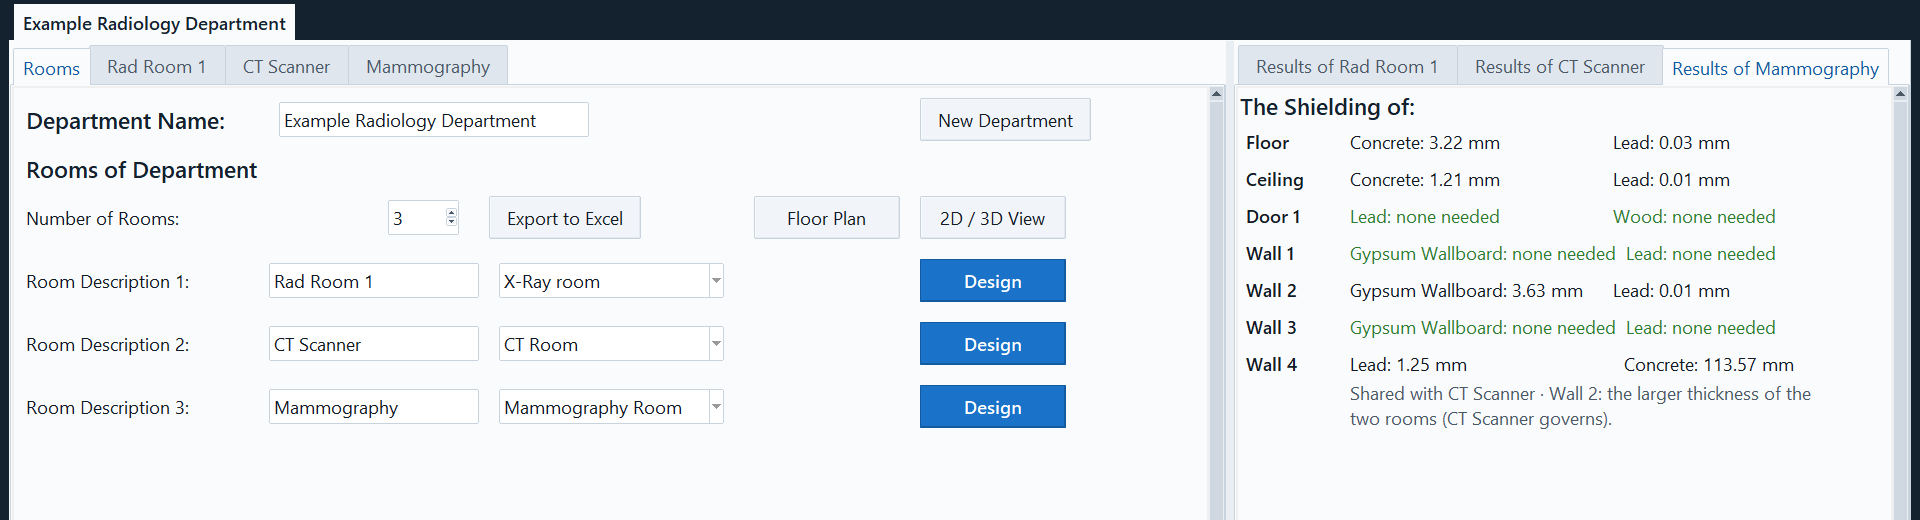 Example Radiology Department
Rooms Rad Room 1 CT Scanner Mammography
Department Name: Example Radiology Department New Department
Rooms of Department
Number of Rooms: 3 Export to Excel Floor Plan 2D / 3D View
Room Description 1: Rad Room 1 X-Ray room Design
Room Description 2: CT Scanner CT Room Design
Room Description 3: Mammography Mammography Room Design
Results of Rad Room 1 Results of CT Scanner Results of Mammography
The Shielding of:
Floor Concrete: 3.22 mm Lead: 0.03 mm
Ceiling Concrete: 1.21 mm Lead: 0.01 mm
Door 1 Lead: none needed Wood: none needed
Wall 1 Gypsum Wallboard: none needed Lead: none needed
Wall 2 Gypsum Wallboard: 3.63 mm Lead: 0.01 mm
Wall 3 Gypsum Wallboard: none needed Lead: none needed
Wall 4 Lead: 1.25 mm Concrete: 113.57 mm
Shared with CT Scanner · Wall 2: the larger thickness of the
two rooms (CT Scanner governs).